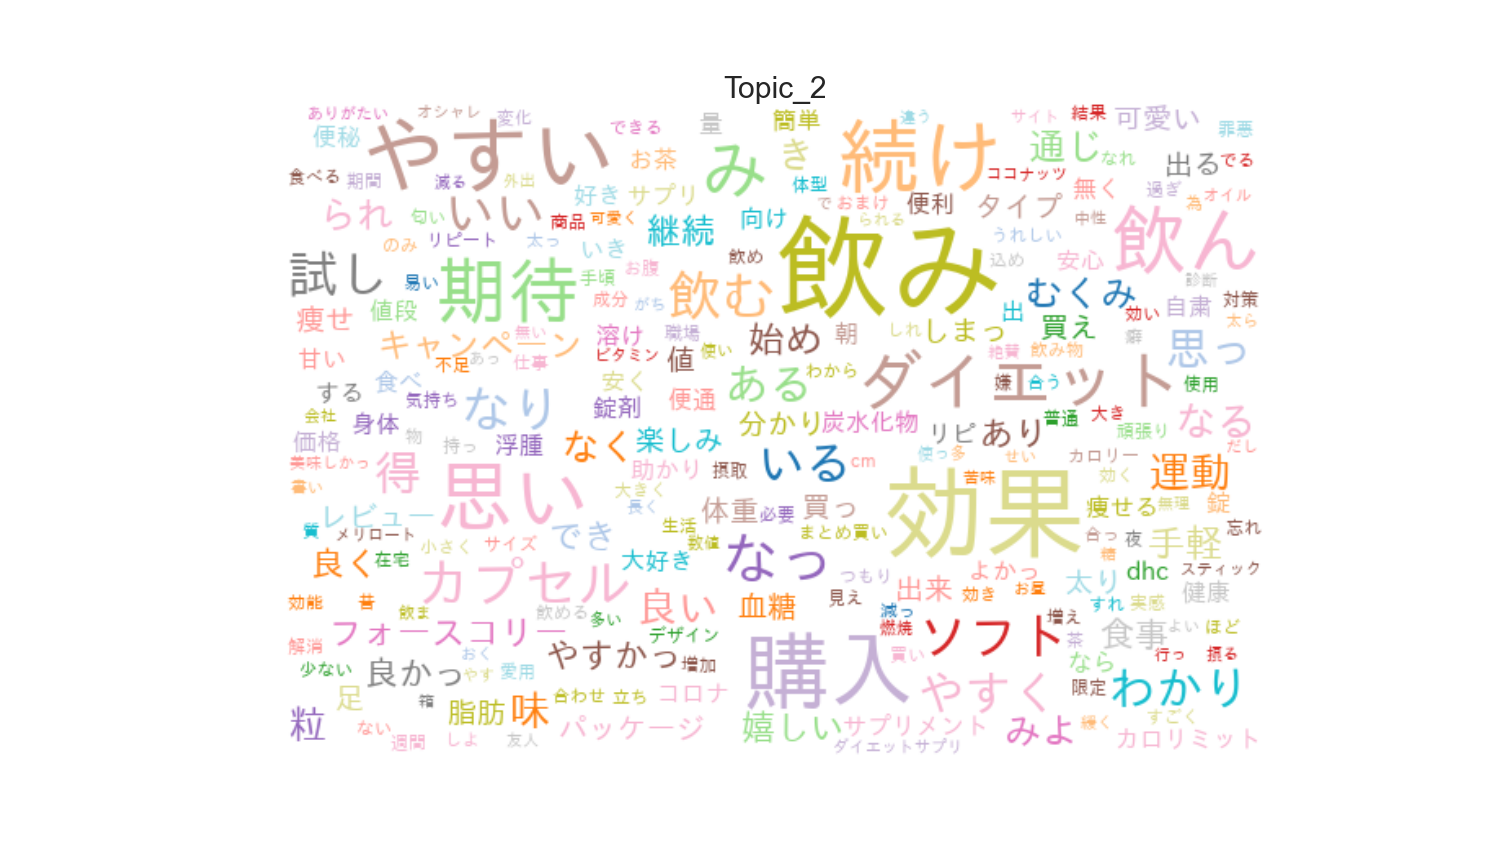 Topic_2
ありがたい
オシャレ
変化
できる
量
簡単
違う
サイト
結果
可愛い
罪悪
便秘
やすい
お茶
み
き
続け
通じ
なれ
出る
でる
食べる
期間
減る
外出
好き
サプリ
体型
ココナッツ
無く
過ぎ
為
オイル
られ
匂い
いい
商品
可愛く
継続
向け
で
おまけ
便利
タイプ
中性
飲ん
のみ
リピート
太っ
いき
飲み
られる
うれしい
試し
易い
期待
手頃
お腹
飲め
飲む
込め
安心
診断
痩せ
値段
成分
がち
むくみ
自粛
対策
出
効い
太ら
キャンペーン
無い
溶け
職場
始め
朝
しれ
しまっ
買え
癖
思っ
甘い
不足
あっ
仕事
ビタミン
値
使い
絶賛
飲み物
する
食べ
気持ち
なり
安く
ある
わから
ダイエット
嫌
合う
使用
会社
身体
錠剤
便通
分かり
炭水化物
普通
大き
頑張り
なる
価格
物
持っ
浮腫
なく
楽しみ
リピ
あり
だし
美味しかっ
得
助かり
摂取
いる
cm
使っ
多
せい
カロリー
書い
思い
大きく
効果
苦味
効く
運動
質
レビュー
長く
体重
必要
買っ
痩せる
無理
錠
メリロート
小さく
サイズ
でき
生活
数値
まとめ買い
合っ
夜
手軽
忘れ
良く
在宅
大好き
なっ
糖
カプセル
つもり
よかっ
太り
dhc
スティック
効能
昔
飲ま
飲める
多い
良い
血糖
見え
出来
効き
お昼
すれ
実感
健康
解消
フォースコリー
デザイン
減っ
燃焼
ソフト
増え
茶
食事
よい
ほど
少ない
良かっ
おく
やす
愛用
やすかっ
増加
購入
買い
なら
行っ
摂る
足
箱
脂肪
味
合わせ
立ち
コロナ
やすく
限定
わかり
粒
ない
週間
しよ
友人
パッケージ
嬉しい
サプリメント
ダイエットサプリ
みよ
緩く
すごく
カロリミット